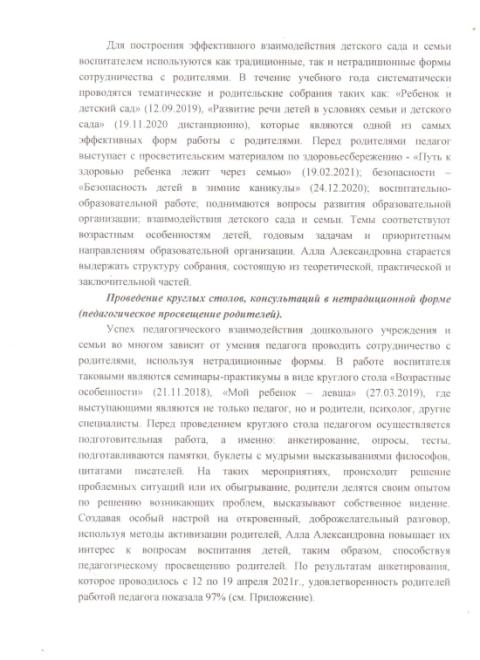 Для построения эффективного взаимодействия детского сада и семьи
воспитателем используются как традиционные, так и нетрадиционные формы
сотрудничества с родителями. В течение учебного года систематически
проводятся тематические и родительские собрания таких как: «Ребенок и
детский сад» (12.09.2019), «Развитие речи детей в условиях семьи и детского
сада» (19.11.2020 дистанционно), которые являются одной из самых
эффективных форм работы с родителями. Перед родителями педагог
выступает с просветительским материалом по здоровьесбережению - «Путь к
здоровью ребенка лежит через семью» (19.02.2021); безопасности –
«Безопасность детей в зимние каникулы» (24.12.2020); воспитательно-
образовательной работе; поднимаются вопросы развития образовательной
организации; взаимодействия детского сада и семьи. Темы соответствуют
возрастным особенностям детей, годовым задачам и приоритетным
направлениям образовательной организации. Алла Александровна старается
выдержать структуру собрания, состоящую из теоретической, практической и
заключительной частей.
Проведение круглых столов, консультаций в нетрадиционной форме
(педагогическое просвещение родителей).
Успех педагогического взаимодействия дошкольного учреждения и
семьи во многом зависит от умения педагога проводить сотрудничество с
родителями, используя нетрадиционные формы. В работе воспитателя
таковыми являются семинары-практикумы в виде круглого стола «Возрастные
особенности» (21.11.2018), «Мой ребенок – левша» (27.03.2019), где
выступающими являются не только педагог, но и родители, психолог, другие
специалисты. Перед проведением круглого стола педагогом осуществляется
подготовительная работа, а именно: анкетирование, опросы, тесты,
подготавливаются памятки, буклеты с мудрыми высказываниями философов,
цитатами писателей. На таких мероприятиях, происходит решение
проблемных ситуаций или их обыгрывание, родители делятся своим опытом
по решению возникающих проблем, высказывают собственное видение.
Создавая особый настрой на откровенный, доброжелательный разговор,
используя методы активизации родителей, Алла Александровна повышает их
интерес к вопросам воспитания детей, таким образом, способствуя
педагогическому просвещению родителей. По результатам анкетирования,
которое проводилось с 12 по 19 апреля 2021г., удовлетворенность родителей
работой педагога показала 97% (см. Приложение).